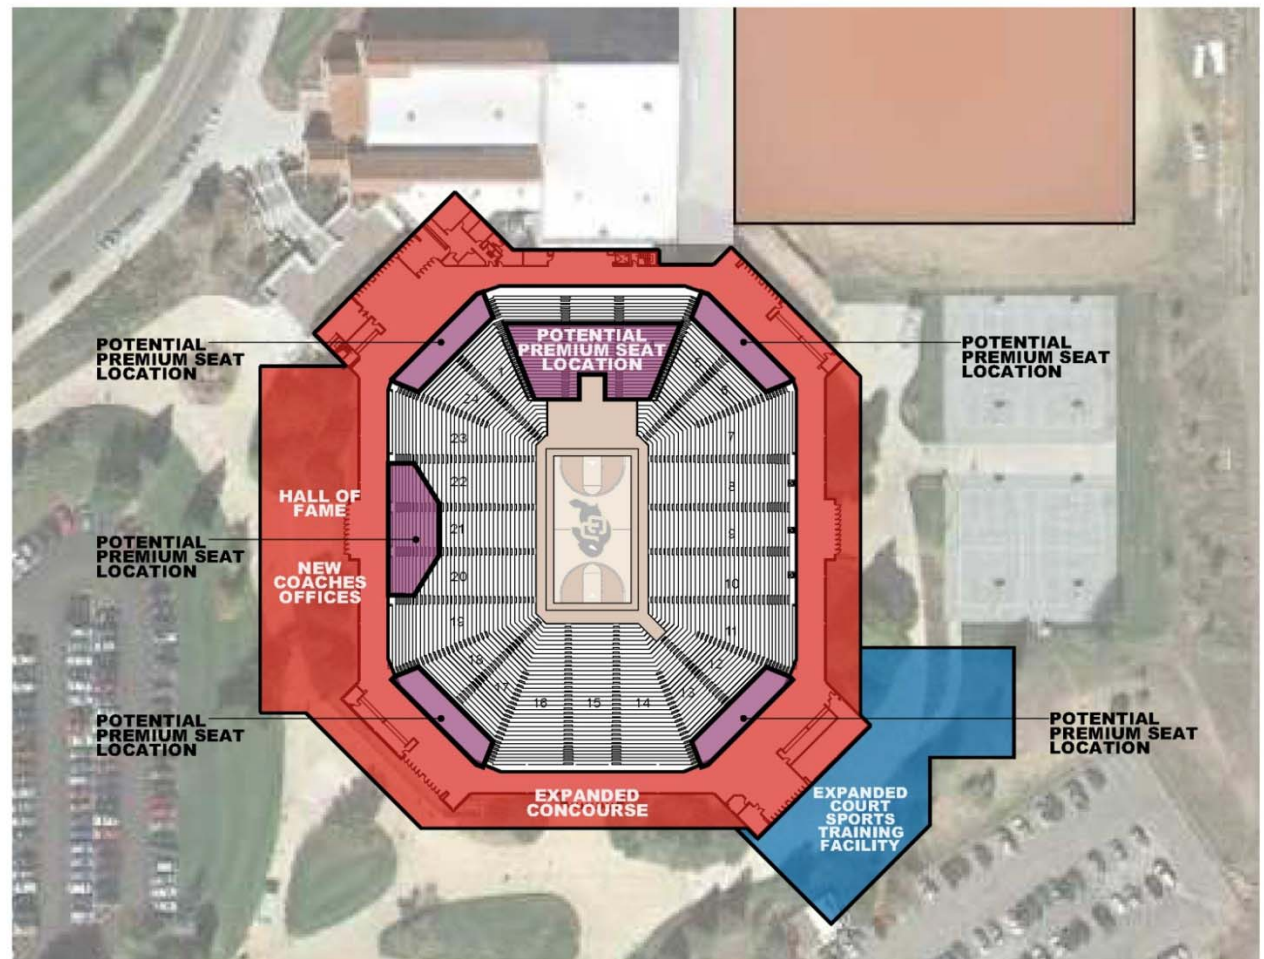 POTENTIAL
PREMIUM SEAT
LOCATION
POTENTIAL
PREMIUM SEAT
LOCATION
POTENTIAL
PREMIUM SEAT
LOCATION
1
24
23
22
21
20
19
18
17
16
15
14
13
12
11
10
9
8
7
6
HALL OF
FAME
NEW
COACHES
OFFICES
POTENTIAL
PREMIUM SEAT
LOCATION
POTENTIAL
PREMIUM SEAT
LOCATION
POTENTIAL
PREMIUM SEAT
LOCATION
EXPANDED
CONCOURSE
EXPANDED
COURT
SPORTS
TRAINING
FACILITY
CU